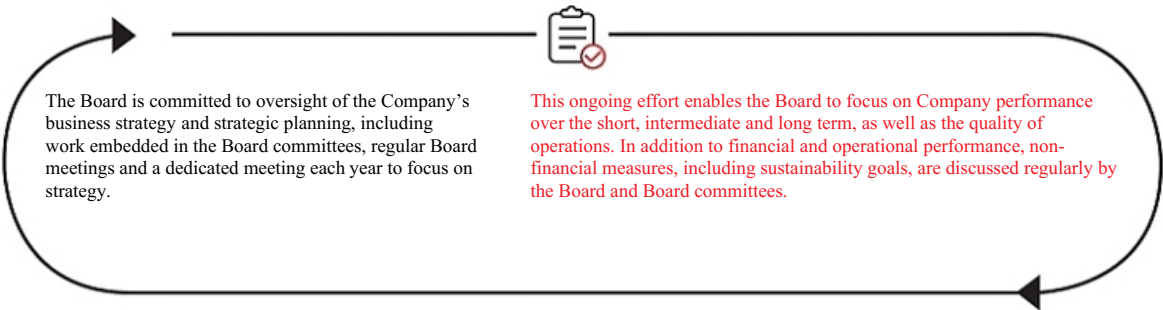 The Board is committed to oversight of the Company’s
business strategy and strategic planning, including
work embedded in the Board committees, regular Board
meetings and a dedicated meeting each year to focus on
strategy.
This ongoing effort enables the Board to focus on Company performance
over the short, intermediate and long term, as well as the quality of
operations. In addition to financial and operational performance, non-
financial measures, including sustainability goals, are discussed regularly by
the Board and Board committees.